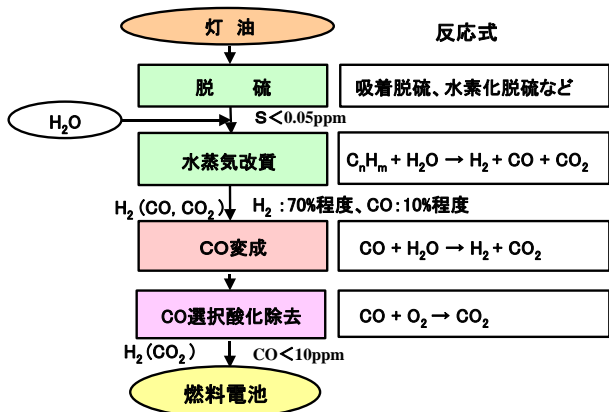 灯 油
反応式
脱 硫
吸着脱硫、水素化脱硫など
H₂O
S<0.05ppm
水蒸気改質
CₙHₘ + H₂O → H₂ + CO + CO₂
H₂(CO, CO₂)
H₂ :70%程度、CO:10%程度
CO変成
CO + H₂O → H₂ + CO₂
CO選択酸化除去
CO + O₂ → CO₂
H₂(CO₂)
CO<10ppm
燃料電池